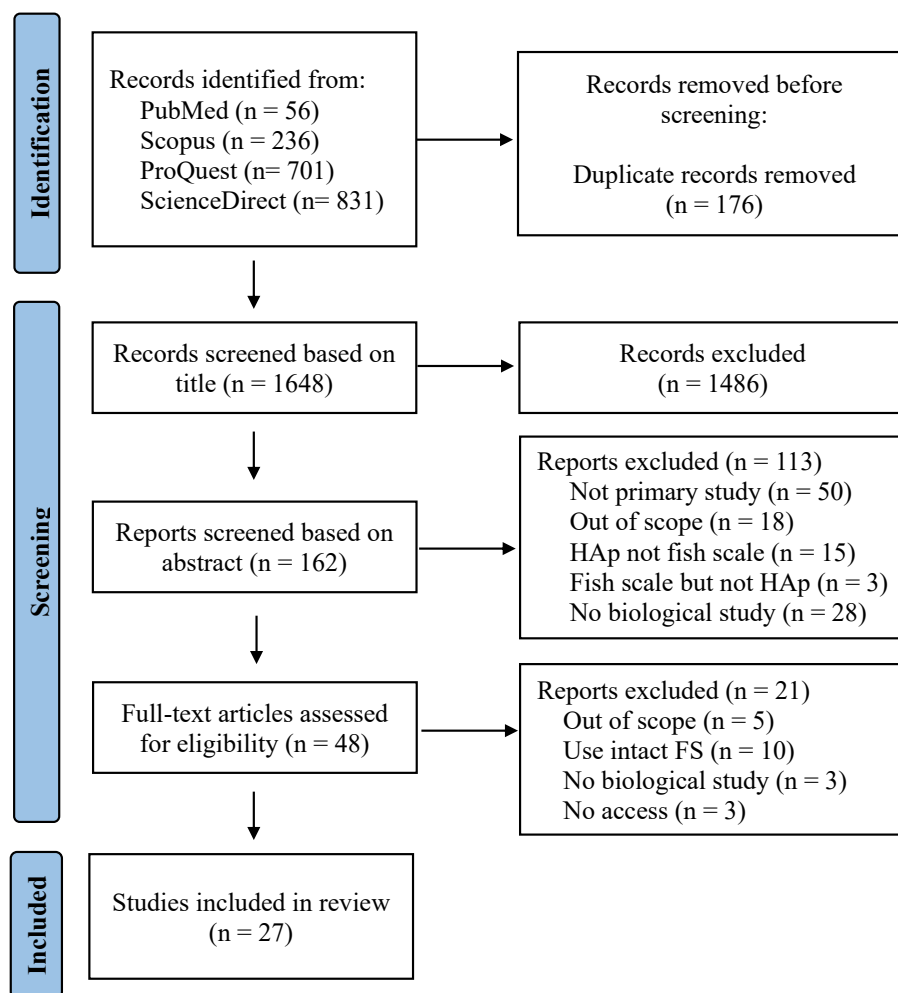 Identification
Records identified from:
PubMed (n = 56)
Scopus (n = 236)
ProQuest (n= 701)
ScienceDirect (n= 831)
Records removed before
screening:
Duplicate records removed
(n = 176)
Screening
Records screened based on
title (n = 1648)
Records excluded
(n = 1486)
Reports screened based on
abstract (n = 162)
Reports excluded (n = 113)
Not primary study (n = 50)
Out of scope (n = 18)
HAp not fish scale (n = 15)
Fish scale but not HAp (n = 3)
No biological study (n = 28)
Full-text articles assessed
for eligibility (n = 48)
Reports excluded (n = 21)
Out of scope (n = 5)
Use intact FS (n = 10)
No biological study (n = 3)
No access (n = 3)
Included
Studies included in review
(n = 27)